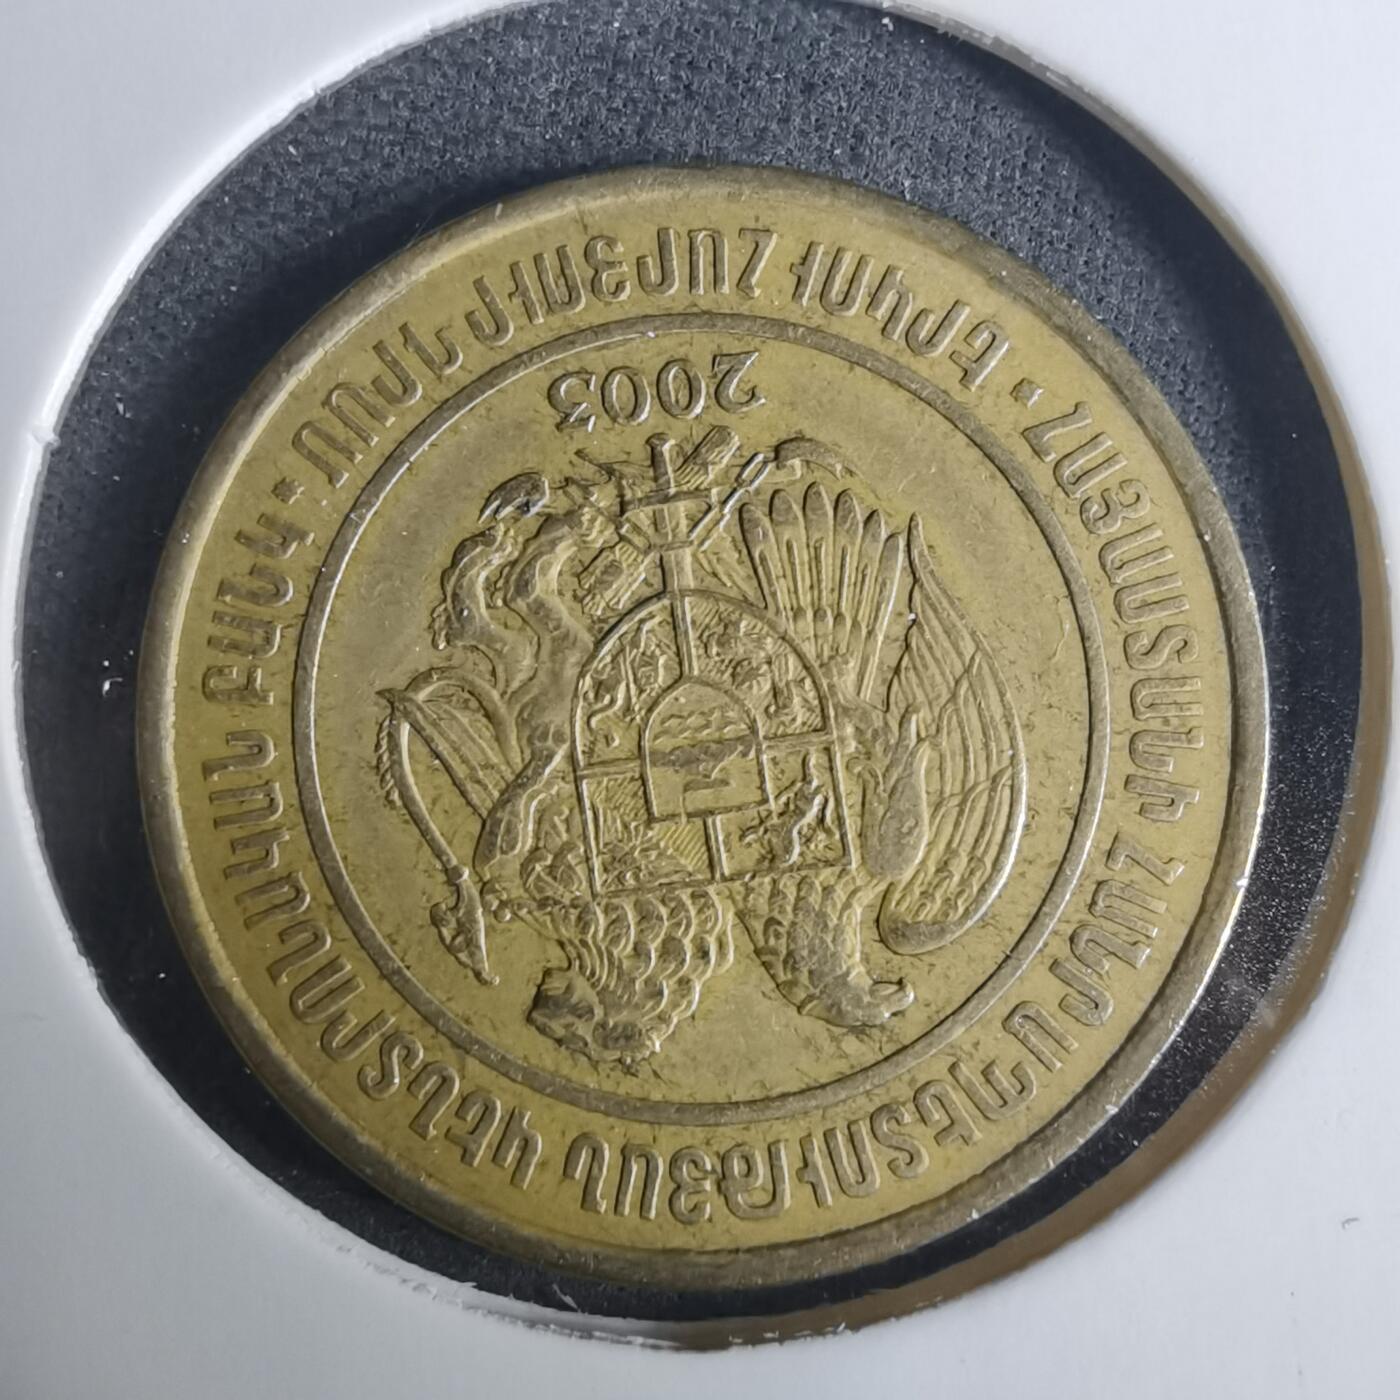 ՀԱՅԱՍՏԱՆԻ ՀԱՆՐԱՊԵՏՈՒԹՅԱՆ ԿԵՆՏՐՈՆԱԿԱՆ ԲԱՆԿ
2003
ԵՐԿՈՒ ՀԱՐՅՈՒՐ ԴՐԱՄ